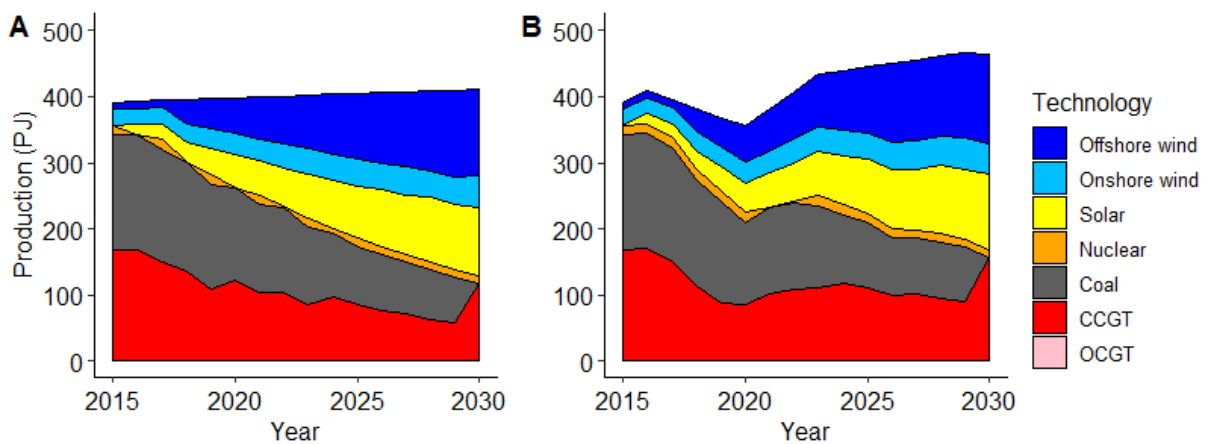 A
Production (PJ)
500
400
300
200
100
0
2015 2020 2025 2030
Year
B
500
400
300
200
100
0
2015 2020 2025 2030
Year
Technology
Offshore wind
Onshore wind
Solar
Nuclear
Coal
CCGT
OCGT